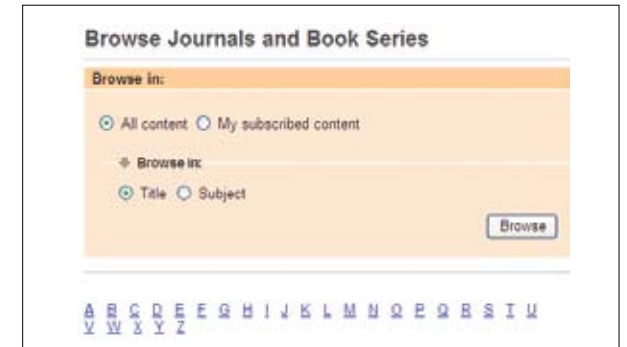 Browse Journals and Book Series
Browse in:
All content My subscribed content
Browse in:
Title Subject
Browse
A B C D E F G H I J K L M N O P Q R S T U
V W X Y Z